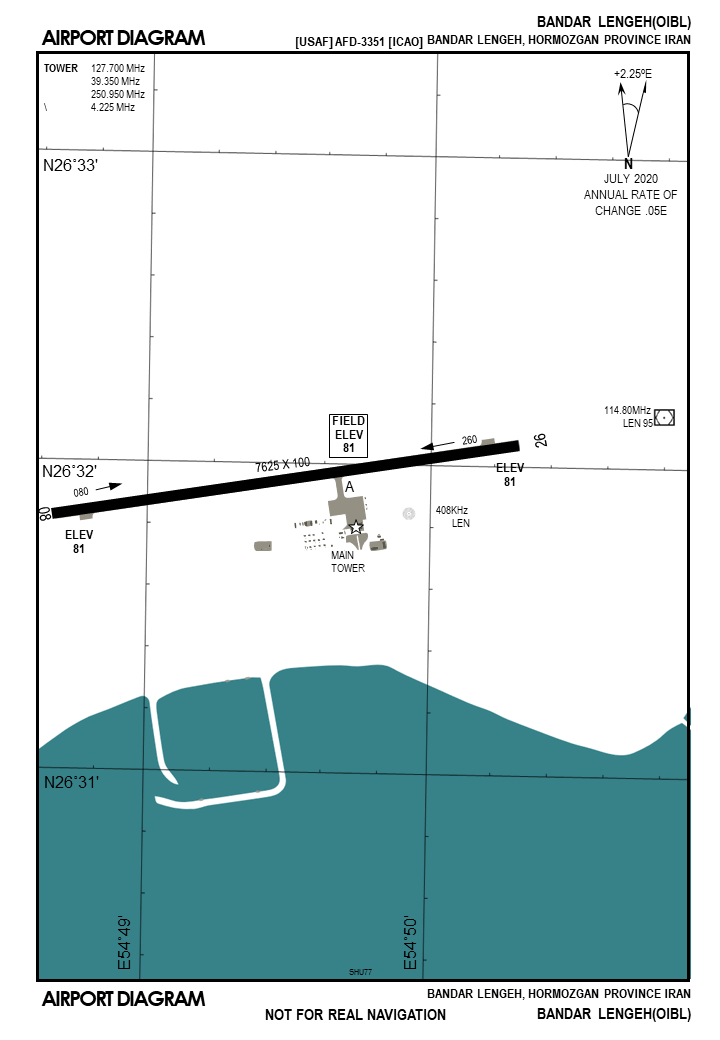 BANDAR LENGEH(OIBL)
AIRPORT DIAGRAM
[USAF] AFD-3351 [ICAO] BANDAR LENGEH, HORMOZGAN PROVINCE IRAN
TOWER 127.700 MHz
39.350 MHz
250.950 MHz
\ 4.225 MHz
+2.25ºE
N
JULY 2020
ANNUAL RATE OF
CHANGE .05E
N26°33'
114.80MHz
LEN 95
FIELD
ELEV
81
260
26
N26°32'
7625 X 100
ELEV
81
080
A
08
408KHz
LEN
ELEV
81
MAIN
TOWER
N26°31'
E54°49'
E54°50'
SHU77
AIRPORT DIAGRAM
BANDAR LENGEH, HORMOZGAN PROVINCE IRAN
NOT FOR REAL NAVIGATION
BANDAR LENGEH(OIBL)